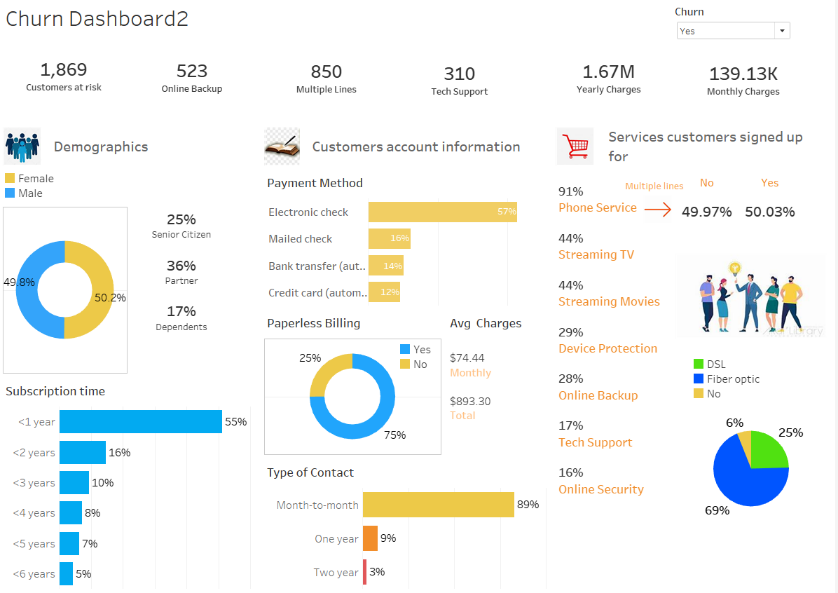 Churn Dashboard2
Churn
Yes
1,869
Customers at risk
523
Online Backup
850
Multiple Lines
310
Tech Support
1.67M
Yearly Charges
139.13K
Monthly Charges
Demographics
Female
Male
49.8%
50.2%
25%
Senior Citizen
36%
Partner
17%
Dependents
Subscription time
<1 year 55%
<2 years 16%
<3 years 10%
<4 years 8%
<5 years 7%
<6 years 5%
Customers account information
Payment Method
Electronic check 57%
Mailed check 16%
Bank transfer (aut.. 14%
Credit card (autom.. 12%
Paperless Billing
Yes
No
25%
75%
Avg Charges
$74.44
Monthly
$893.30
Total
Type of Contact
Month-to-month 89%
One year 9%
Two year 3%
Services customers signed up
for
91%
Phone Service
Multiple lines
No
Yes
49.97%
50.03%
44%
Streaming TV
44%
Streaming Movies
29%
Device Protection
28%
Online Backup
17%
Tech Support
16%
Online Security
DSL
Fiber optic
No
6%
25%
69%